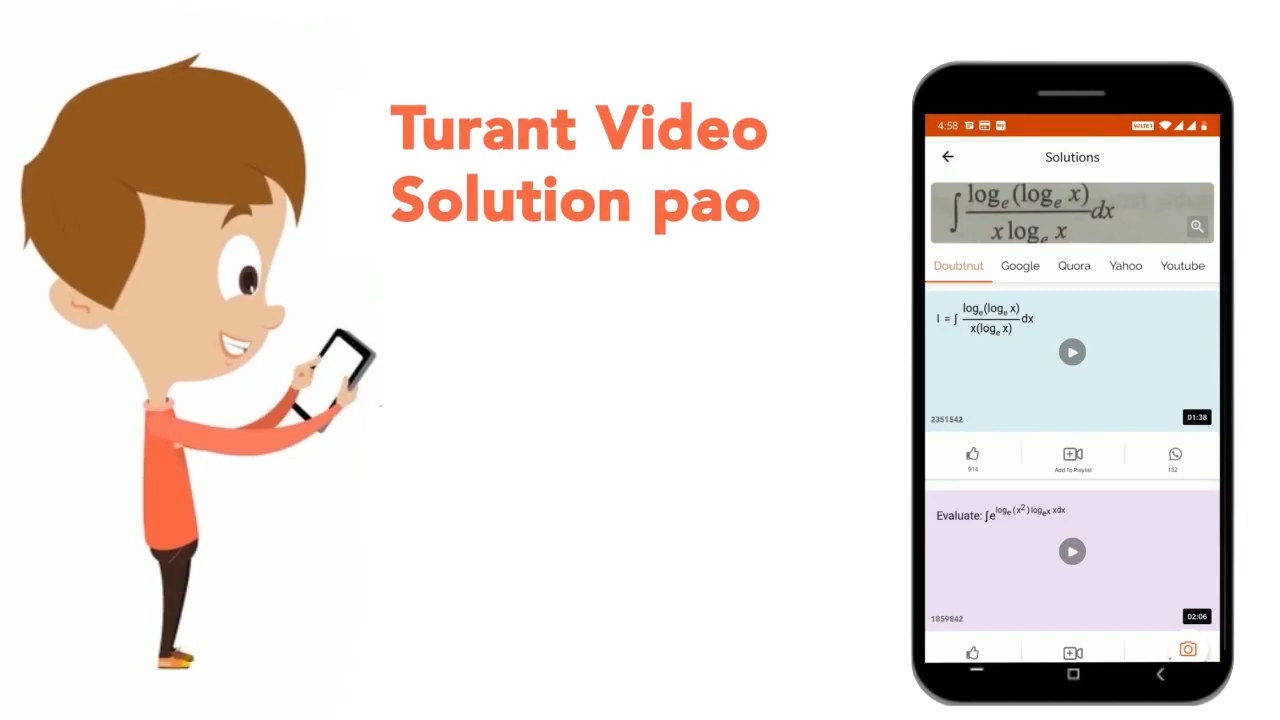 Turant Video
Solution pao
4:58
VoLTE
Solutions
∫ logₑ(logₑ x) / x logₑ x dx
Doubtnut Google Quora Yahoo Youtube
I = ∫ logₑ(logₑ x) / x(logₑ x) dx
2351542 01:38
914 Add To Playlist 152
Evaluate: ∫e^logₑ(x²)logₑx xdx
1859842 02:06